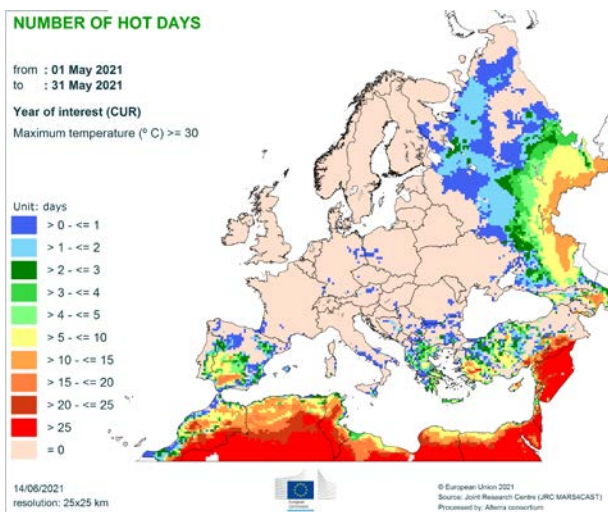 NUMBER OF HOT DAYS
from : 01 May 2021
to : 31 May 2021
Year of interest (CUR)
Maximum temperature (º C) >= 30
Unit: days
> 0 - <= 1
> 1 - <= 2
> 2 - <= 3
> 3 - <= 4
> 4 - <= 5
> 5 - <= 10
> 10 - <= 15
> 15 - <= 20
> 20 - <= 25
> 25
= 0
14/06/2021
resolution: 25x25 km
© European Union 2021
Source: Joint Research Centre (JRC MARS4CAST)
Processed by: Alterra consortium